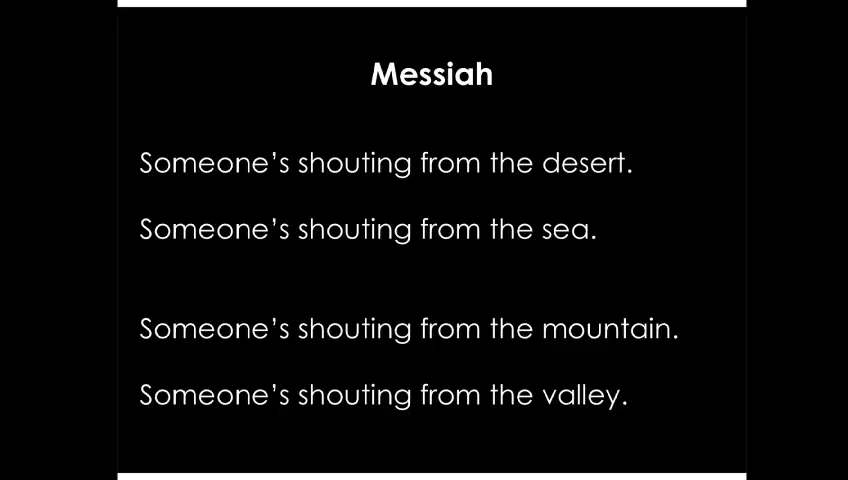 Messiah
Someone’s shouting from the desert.
Someone’s shouting from the sea.
Someone’s shouting from the mountain.
Someone’s shouting from the valley.